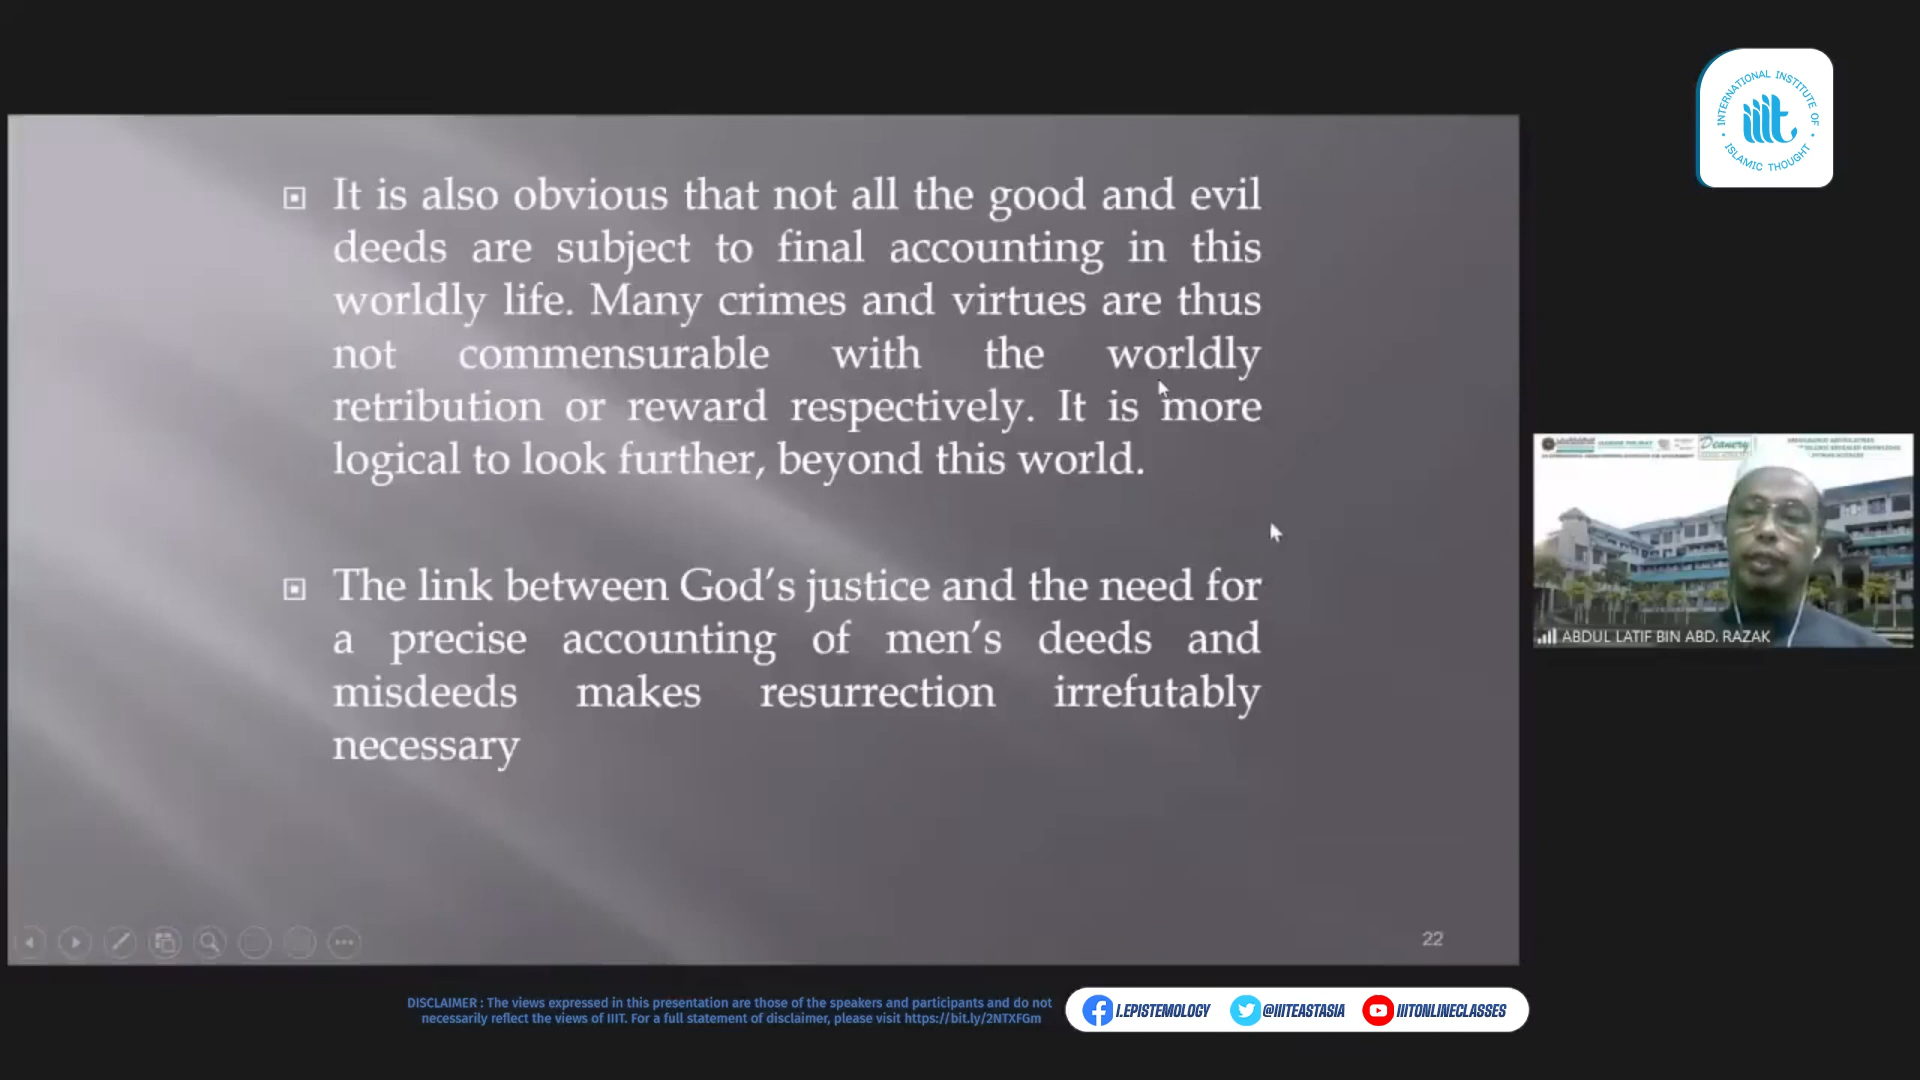 INTERNATIONAL INSTITUTE OF
iiit
ISLAMIC THOUGHT
It is also obvious that not all the good and evil
deeds are subject to final accounting in this
worldly life. Many crimes and virtues are thus
not commensurable with the worldly
retribution or reward respectively. It is more
logical to look further, beyond this world.
The link between God’s justice and the need for
a precise accounting of men’s deeds and
misdeeds makes resurrection irrefutably
necessary
22
Deanery
ABDUL LATIF BIN ABD. RAZAK
DISCLAIMER : The views expressed in this presentation are those of the speakers and participants and do not
necessarily reflect the views of IIIT. For a full statement of disclaimer, please visit https://bit.ly/2NTXFGm
I.EPISTEMOLOGY
@IIITEASTASIA
IIITONLINECLASSES